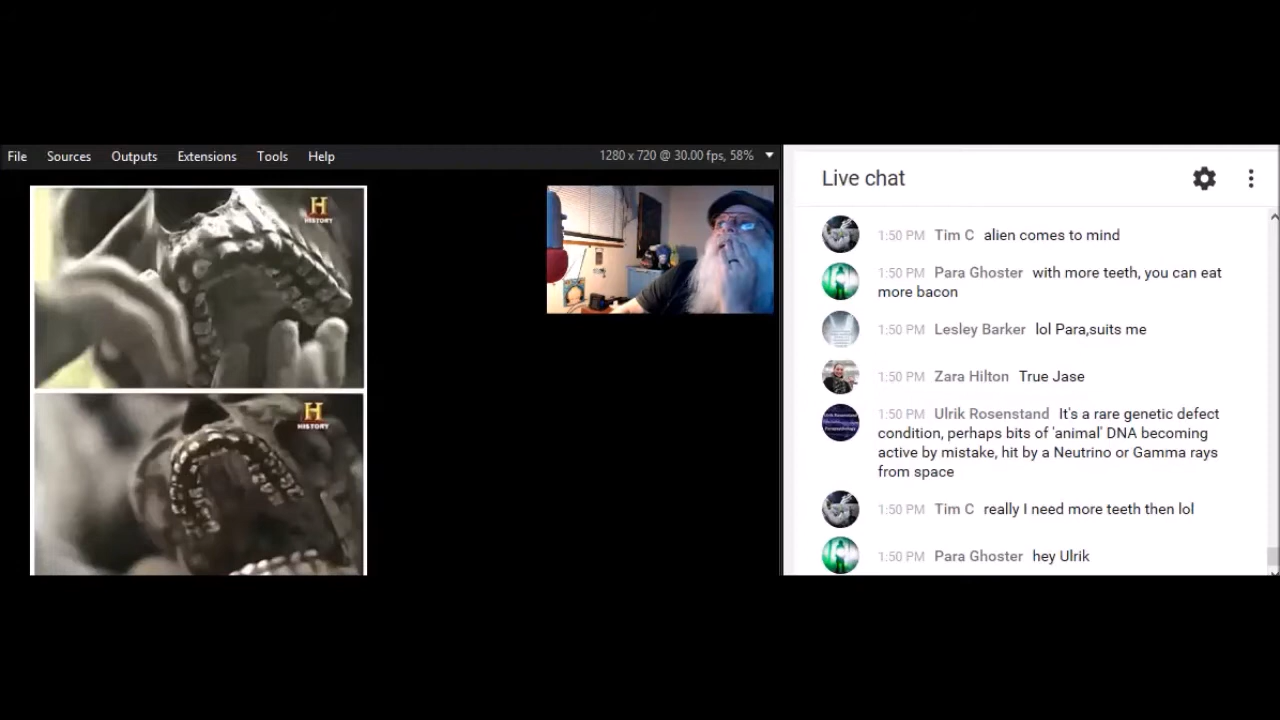 File Sources Outputs Extensions Tools Help
1280 x 720 @ 30.00 fps, 58%
H
HISTORY
H
HISTORY
Live chat
1:50 PM Tim C alien comes to mind
1:50 PM Para Ghoster with more teeth, you can eat
more bacon
1:50 PM Lesley Barker lol Para,suits me
1:50 PM Zara Hilton True Jase
1:50 PM Ulrik Rosenstand It's a rare genetic defect
condition, perhaps bits of 'animal' DNA becoming
active by mistake, hit by a Neutrino or Gamma rays
from space
1:50 PM Tim C really I need more teeth then lol
1:50 PM Para Ghoster hey Ulrik